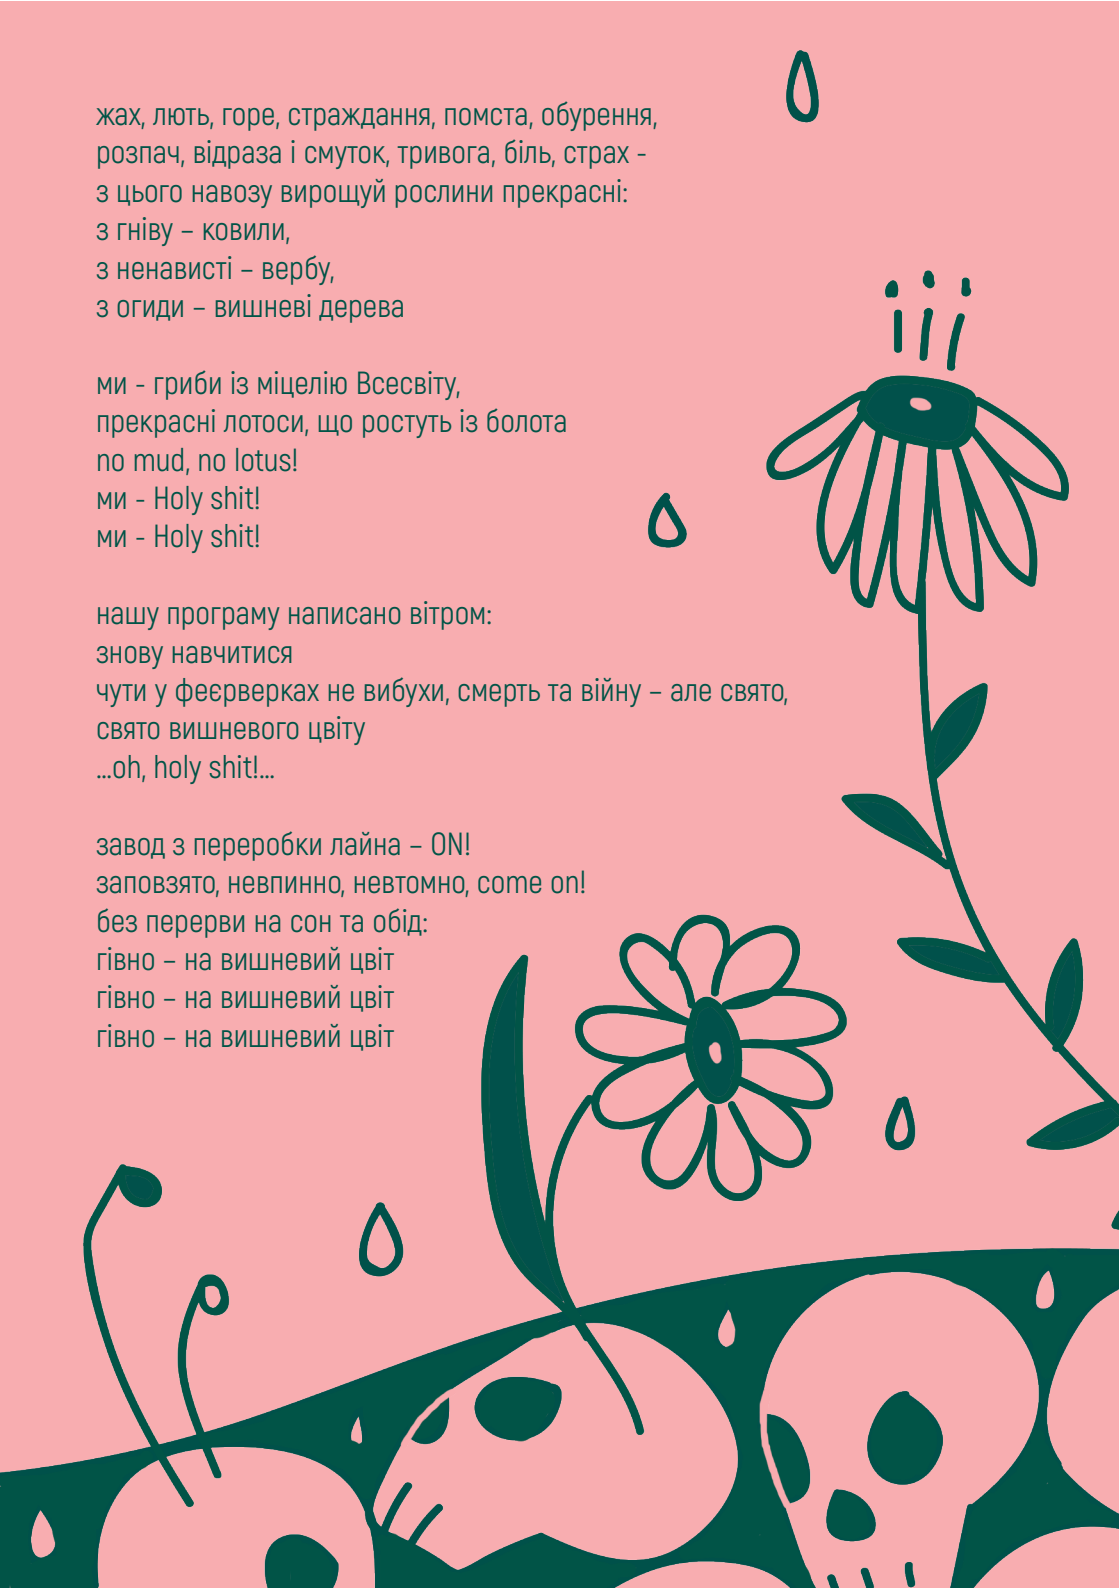 жах, лють, горе, страждання, помста, обурення,
розпач, відраза і смуток, тривога, біль, страх -
з цього навозу вирощуй рослини прекрасні:
з гніву – ковили,
з ненависті – вербу,
з огиди – вишневі дерева

ми - гриби із міцелію Всесвіту,
прекрасні лотоси, що ростуть із болота
no mud, no lotus!
ми - Holy shit!
ми - Holy shit!

нашу програму написано вітром:
знову навчитися
чути у феєрверках не вибухи, смерть та війну – але свято,
свято вишневого цвіту
...oh, holy shit!...

завод з переробки лайна – ON!
заповзято, невпинно, невтомно, come on!
без перерви на сон та обід:
гівно – на вишневий цвіт
гівно – на вишневий цвіт
гівно – на вишневий цвіт